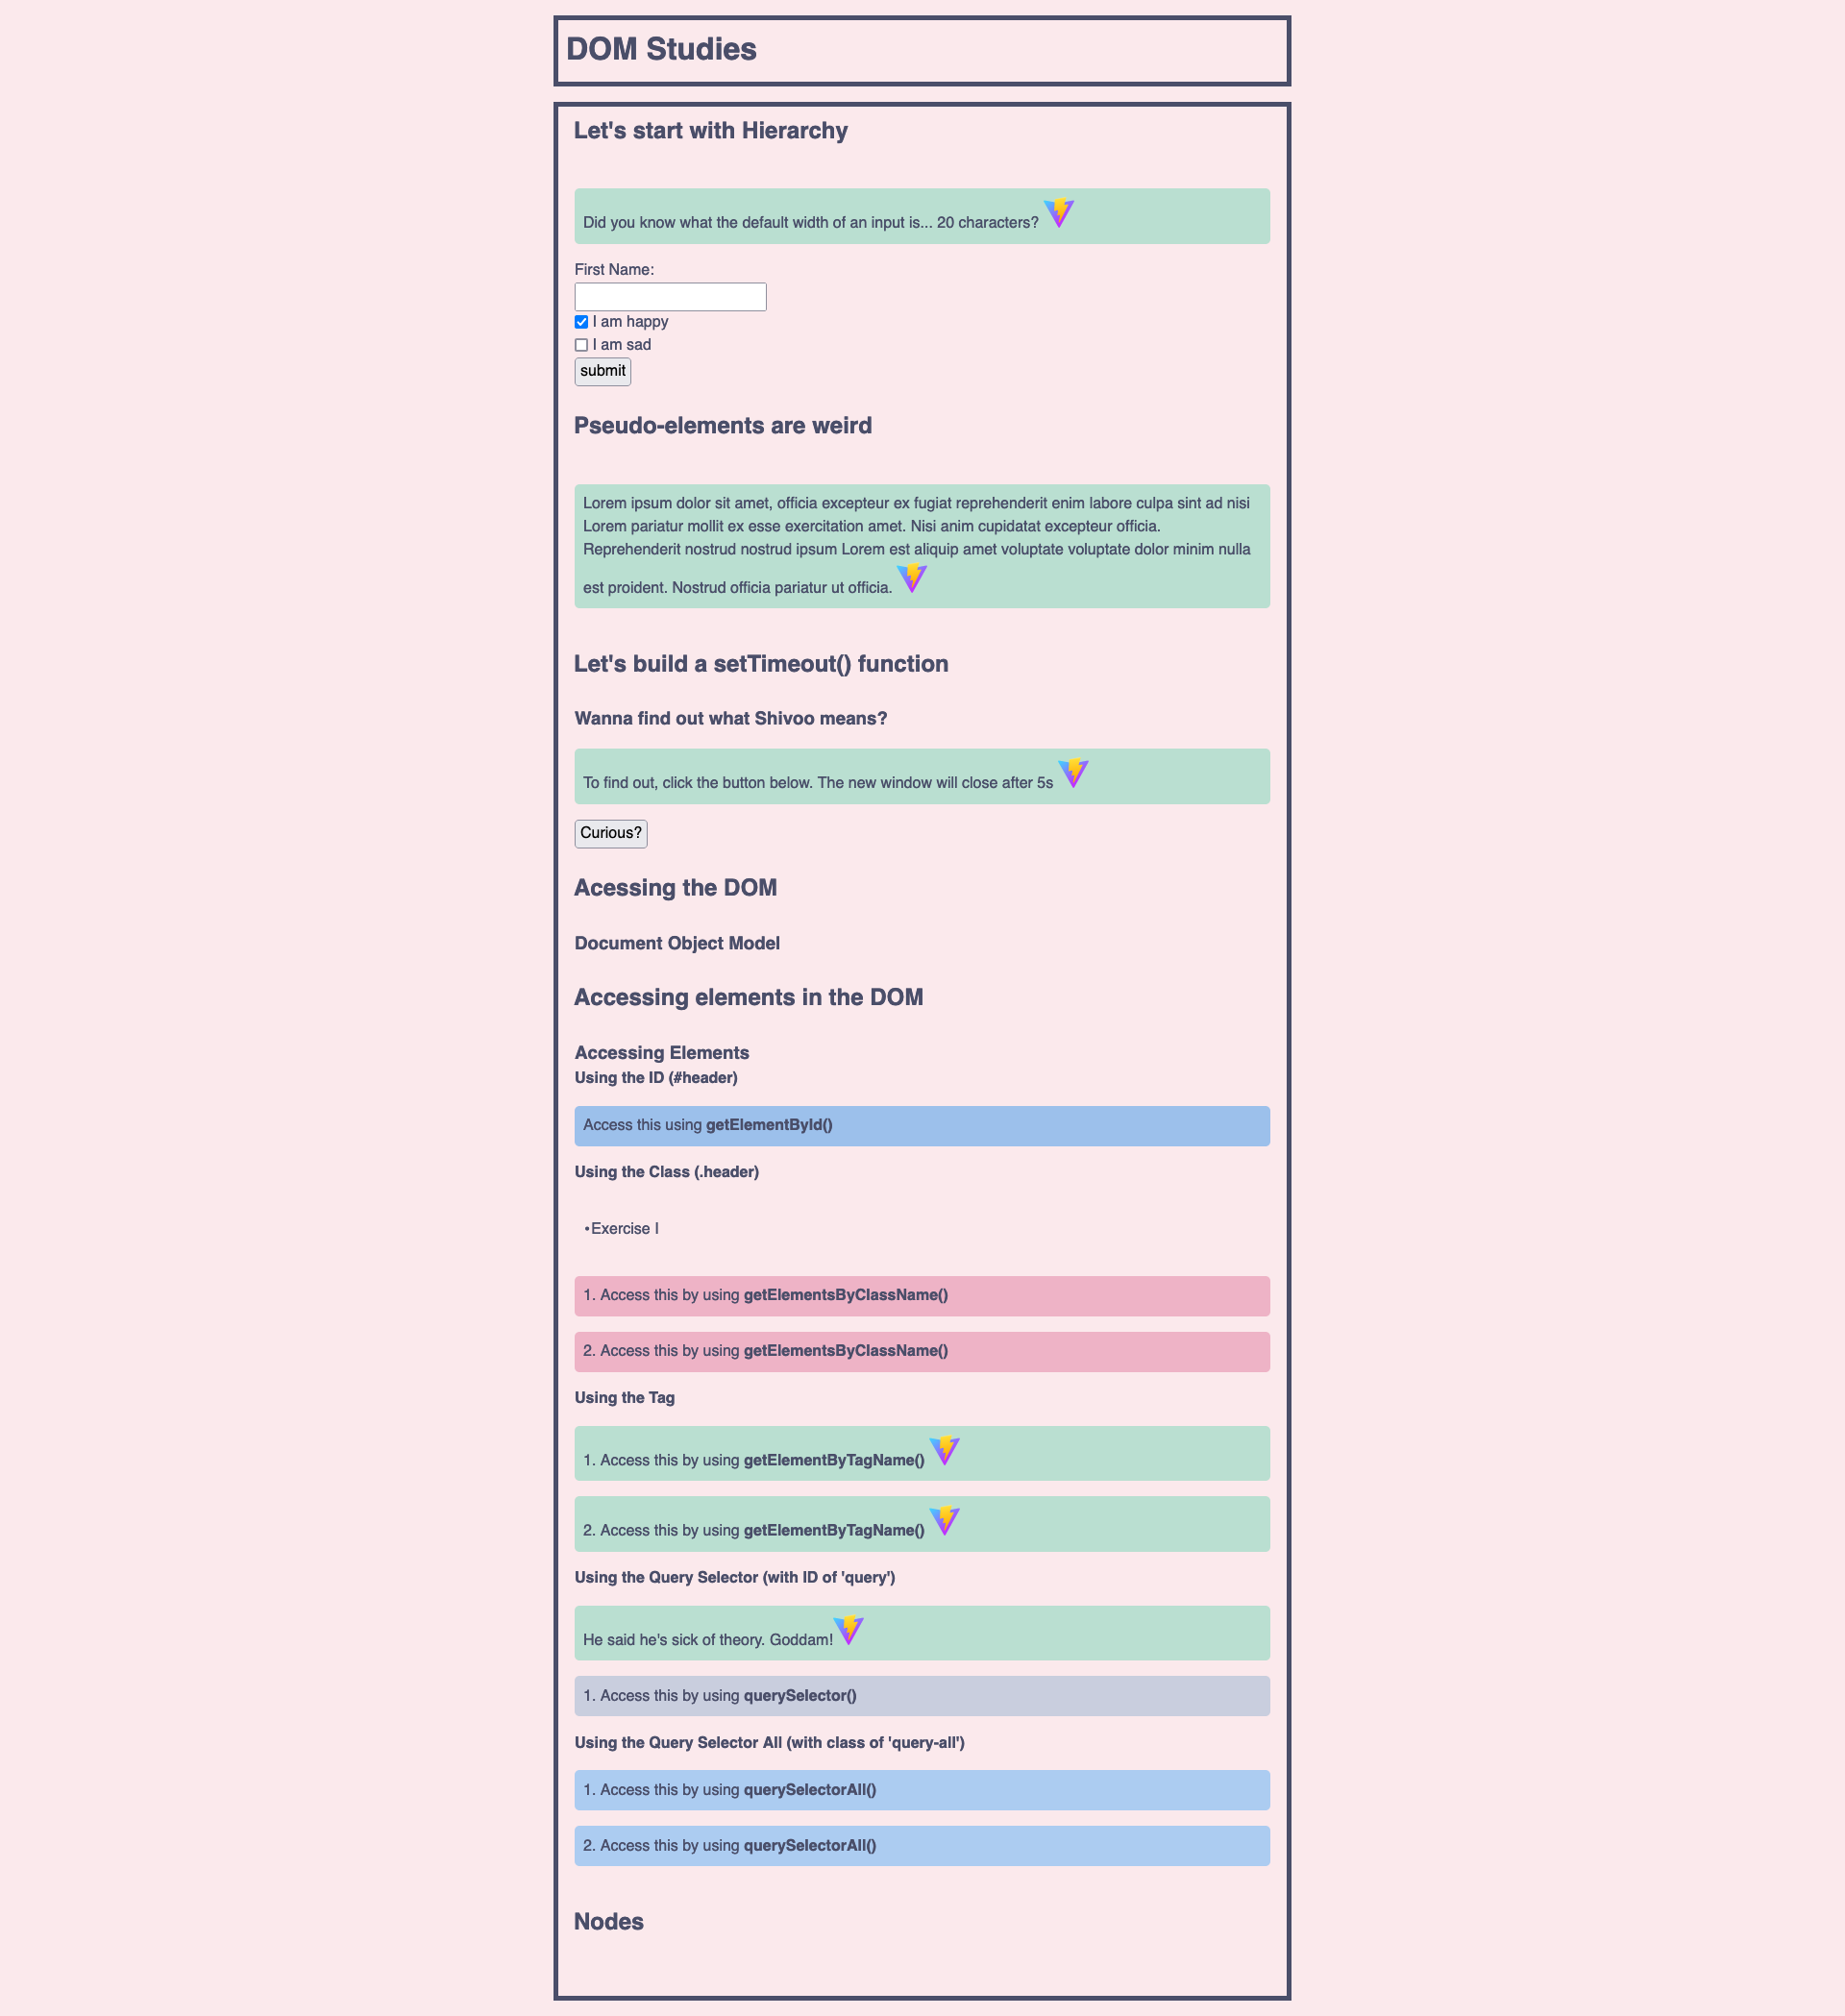 DOM Studies
Let's start with Hierarchy
Did you know what the default width of an input is... 20 characters?
First Name:
I am happy
I am sad
submit
Pseudo-elements are weird
Lorem ipsum dolor sit amet, officia excepteur ex fugiat reprehenderit enim labore culpa sint ad nisi
Lorem pariatur mollit ex esse exercitation amet. Nisi anim cupidatat excepteur officia.
Reprehenderit nostrud nostrud ipsum Lorem est aliquip amet voluptate voluptate dolor minim nulla
est proident. Nostrud officia pariatur ut officia.
Let's build a setTimeout() function
Wanna find out what Shivoo means?
To find out, click the button below. The new window will close after 5s
Curious?
Acessing the DOM
Document Object Model
Accessing elements in the DOM
Accessing Elements
Using the ID (#header)
Access this using getElementById()
Using the Class (.header)
•Exercise I
1. Access this by using getElementsByClassName()
2. Access this by using getElementsByClassName()
Using the Tag
1. Access this by using getElementByTagName()
2. Access this by using getElementByTagName()
Using the Query Selector (with ID of 'query')
He said he's sick of theory. Goddam!
1. Access this by using querySelector()
Using the Query Selector All (with class of 'query-all')
1. Access this by using querySelectorAll()
2. Access this by using querySelectorAll()
Nodes